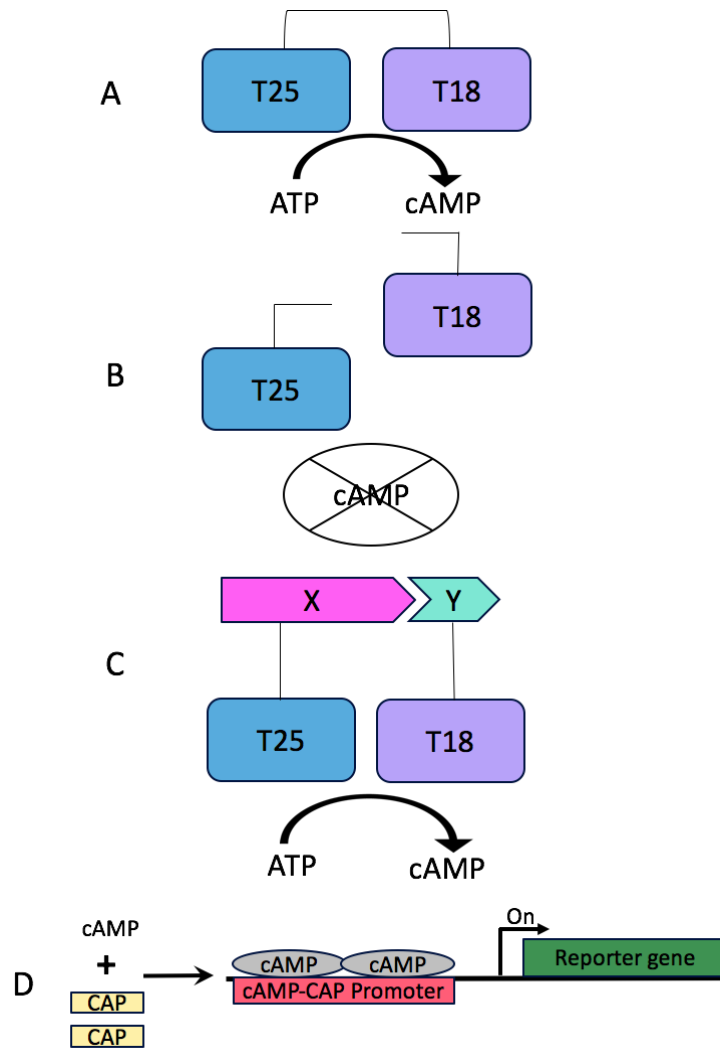 A
T25 T18
ATP cAMP
B
T18
T25
cAMP
X Y
C
T25 T18
ATP cAMP
D
cAMP
+
CAP
CAP
cAMP cAMP
cAMP-CAP Promoter
On
Reporter gene